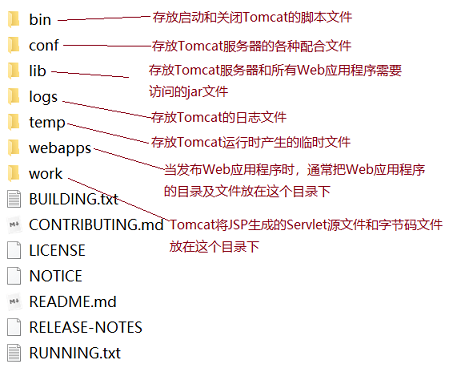 bin 存放启动和关闭Tomcat的脚本文件
conf 存放Tomcat服务器的各种配合文件
lib 存放Tomcat服务器和所有Web应用程序需要
访问的jar文件
logs 存放Tomcat的日志文件
temp 存放Tomcat运行时产生的临时文件
webapps 当发布Web应用程序时，通常把Web应用程序
的目录及文件放在这个目录下
work Tomcat将JSP生成的Servlet源文件和字节码文件
放在这个目录下
BUILDING.txt
CONTRIBUTING.md
LICENSE
NOTICE
README.md
RELEASE-NOTES
RUNNING.txt